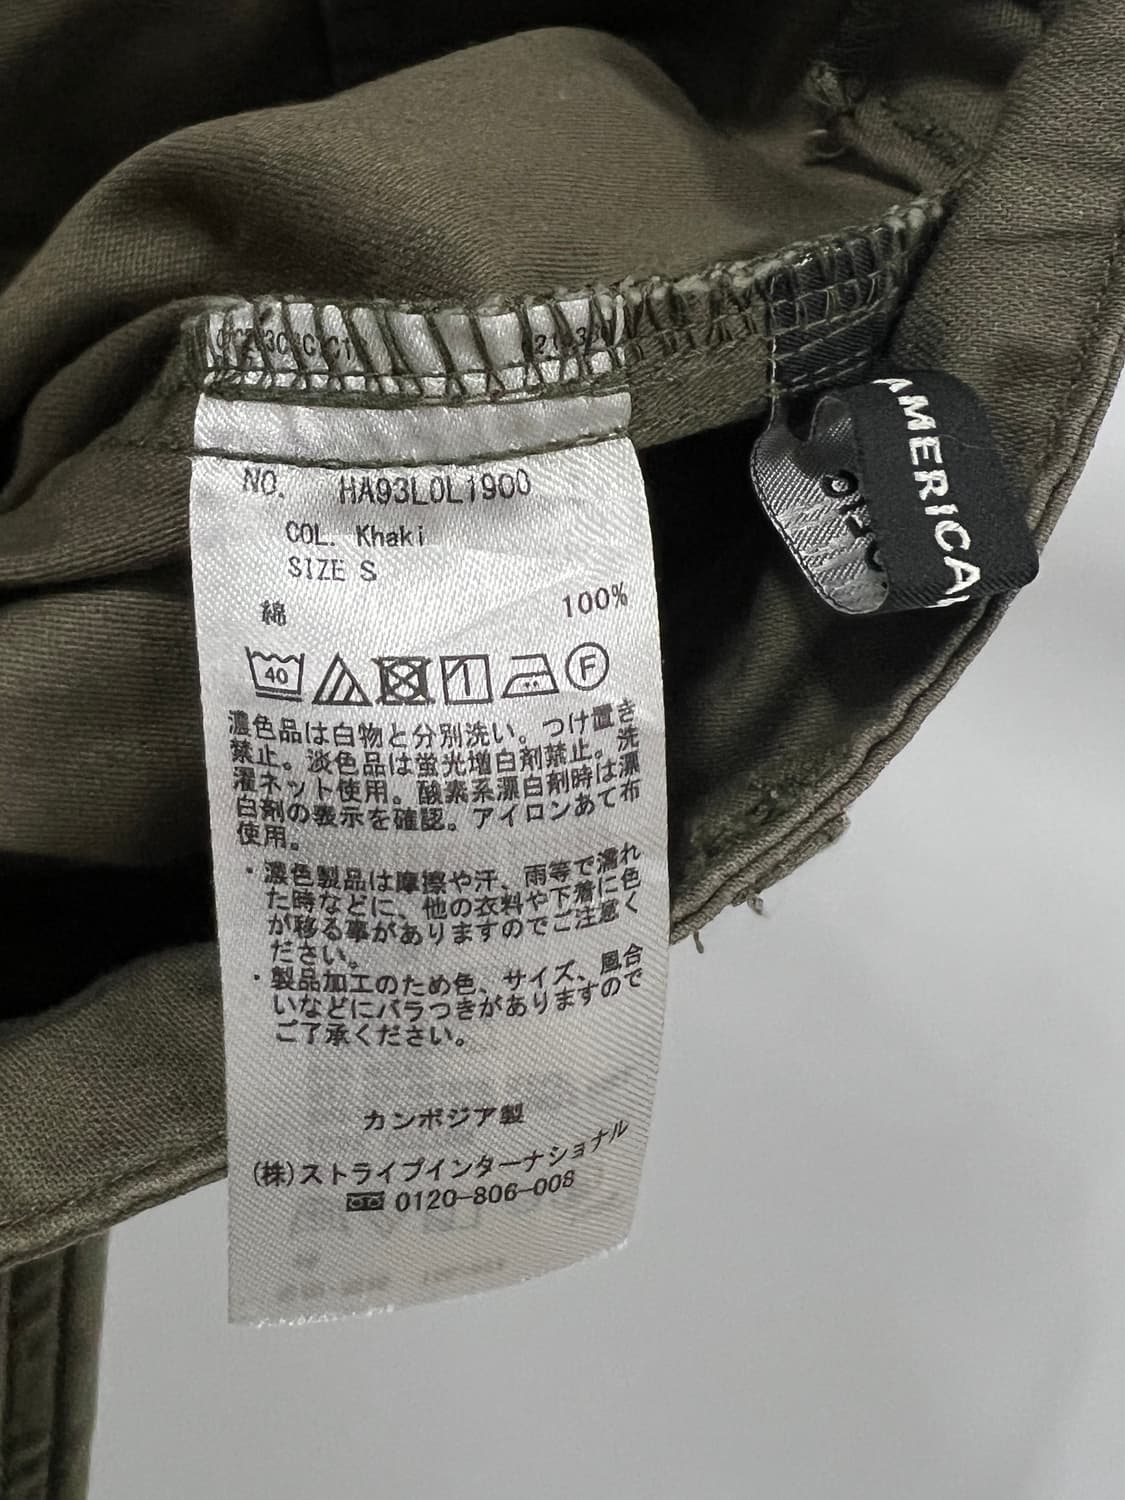 NO. HA93L0L1900
COL. Khaki
SIZE S
綿 100%
40
F
濃色品は白物と分別洗い。つけ置き
禁止。淡色品は蛍光増白剤禁止。洗
濯ネット使用。酸素系漂白剤時は漂
白剤の表示を確認。アイロンあて布
使用。
・濃色製品は摩擦や汗、雨等で濡れ
た時などに、他の衣料や下着に色
が移る事がありますのでご注意く
ださい。
・製品加工のため色、サイズ、風合
いなどにバラつきがありますので
ご了承ください。
カンボジア製
(株)ストライプインターナショナル
0120-806-008
AMERICA